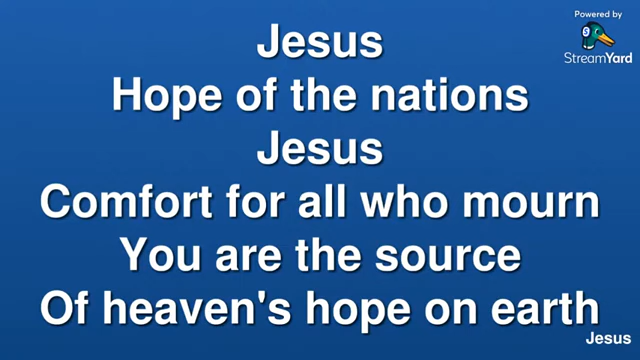 Powered by
StreamYard
Jesus
Hope of the nations
Jesus
Comfort for all who mourn
You are the source
Of heaven's hope on earth
Jesus